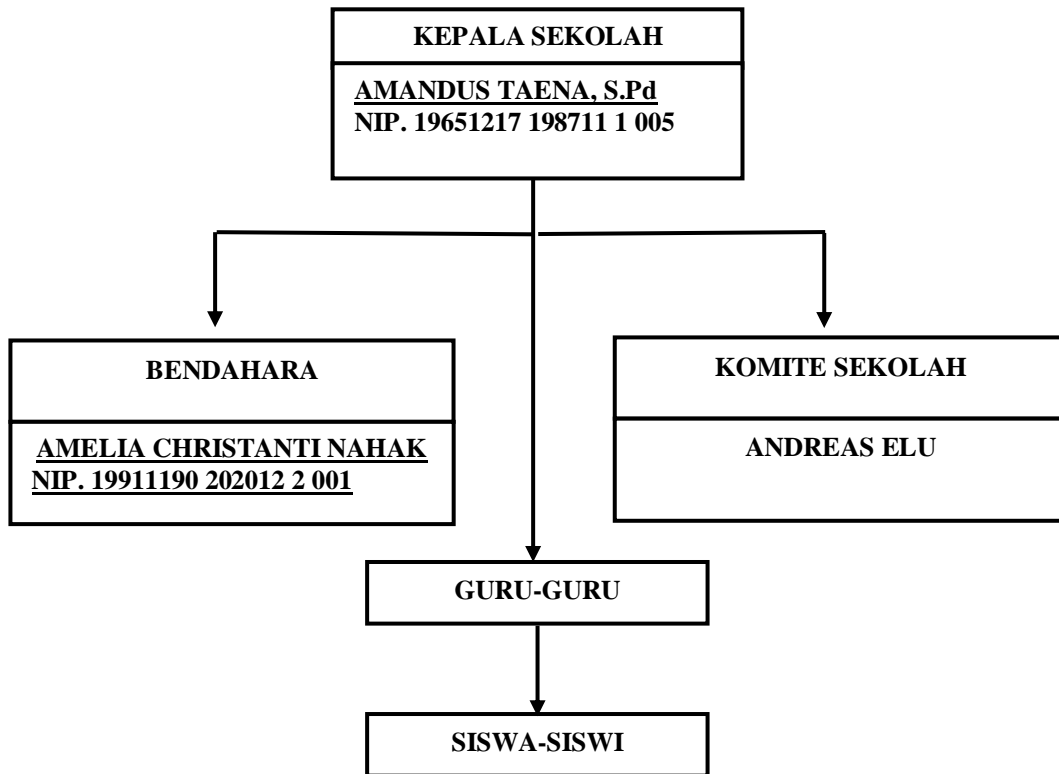 KEPALA SEKOLAH
AMANDUS TAENA, S.Pd
NIP. 19651217 198711 1 005
BENDAHARA
AMELIA CHRISTANTI NAHAK
NIP. 19911190 202012 2 001
KOMITE SEKOLAH
ANDREAS ELU
GURU-GURU
SISWA-SISWI